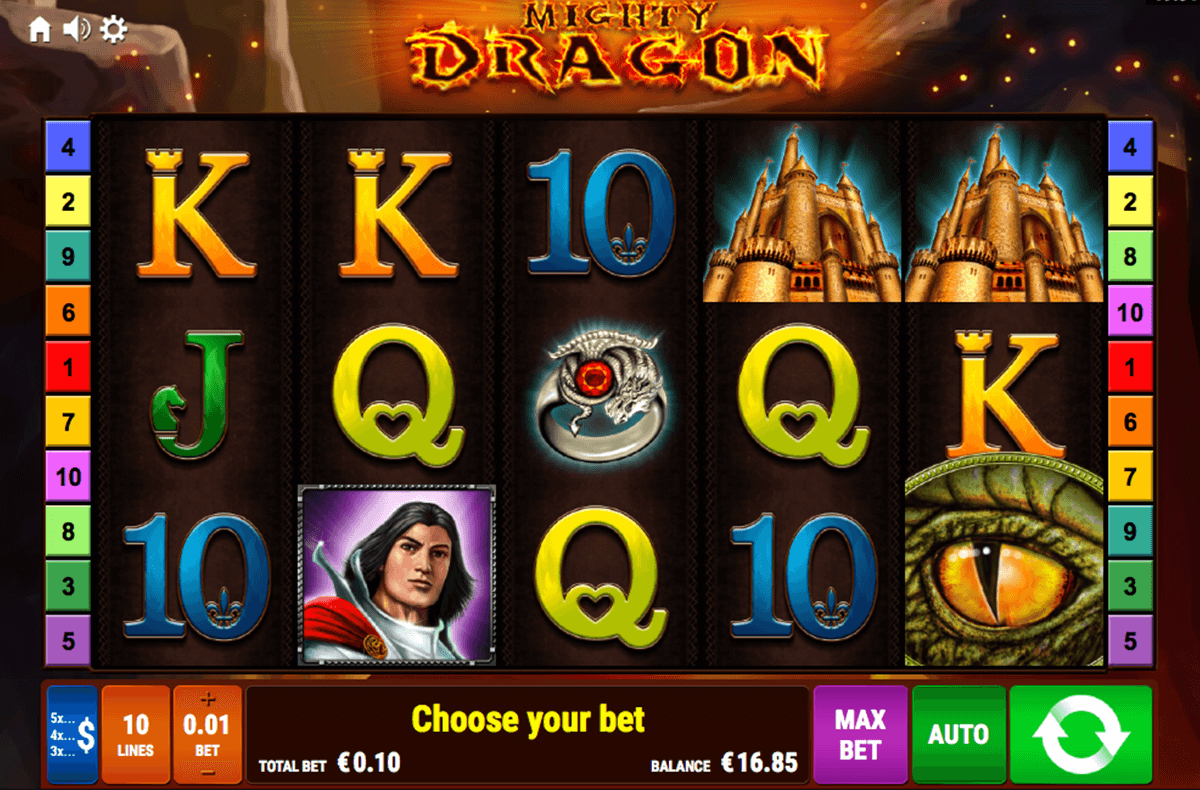 MIGHTY
DRAGON
4 K K 10 4
2 2
9 8
6 10
J Q Q K
1 1
7 6
10 7
8 9
10 Q 10
3 3
5 5
5x...
4x...
3x...
$
10
LINES
+
0.01
BET
−
Choose your bet
TOTAL BET €0.10
BALANCE €16.85
MAX
BET
AUTO